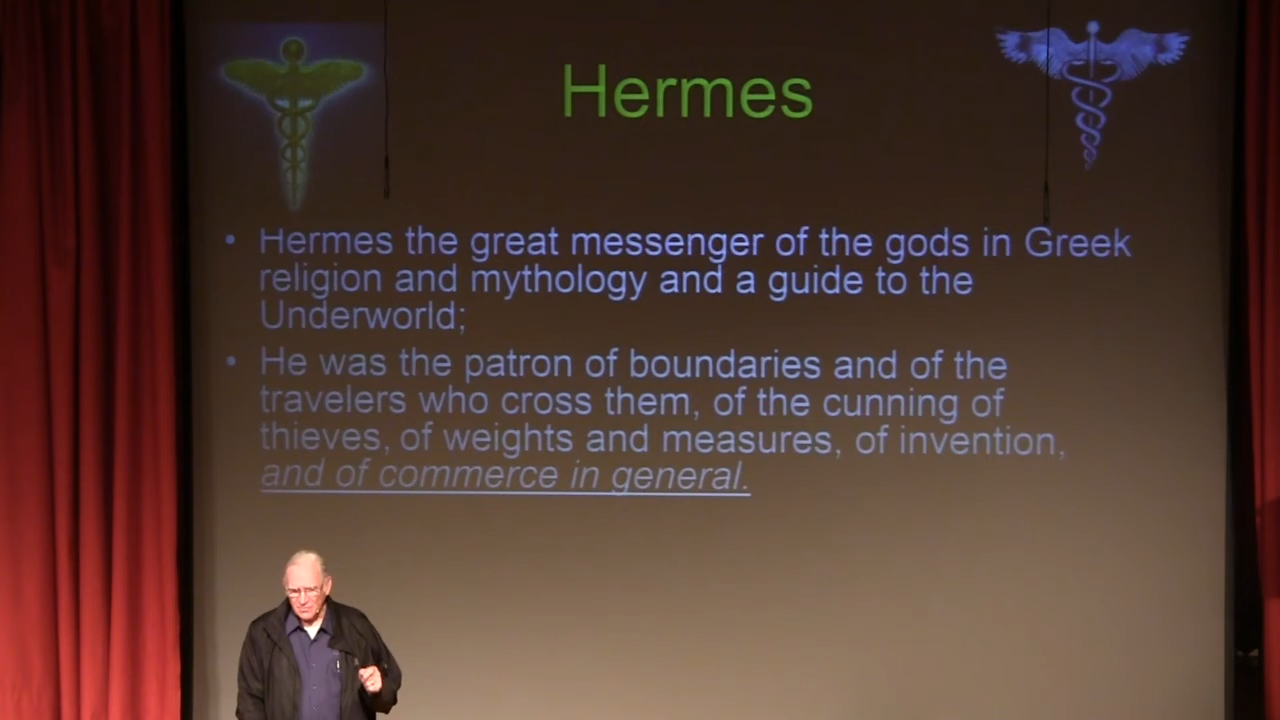 Hermes
• Hermes the great messenger of the gods in Greek
religion and mythology and a guide to the
Underworld;
• He was the patron of boundaries and of the
travelers who cross them, of the cunning of
thieves, of weights and measures, of invention,
and of commerce in general.